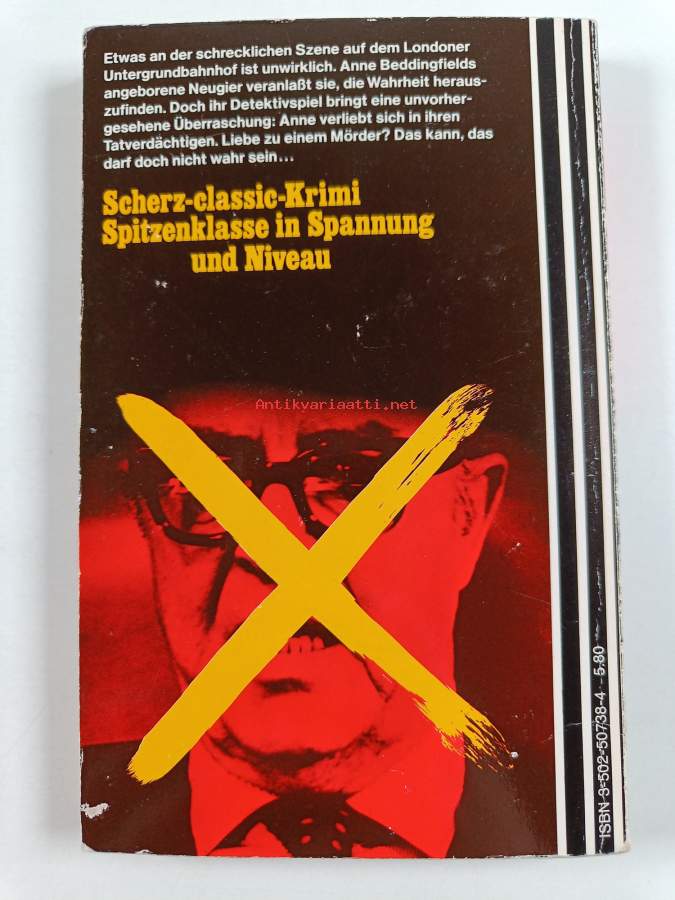 Etwas an der schrecklichen Szene auf dem Londoner
Untergrundbahnhof ist unwirklich. Anne Beddingfields
angeborene Neugier veranlaßt sie, die Wahrheit heraus-
zufinden. Doch ihr Detektivspiel bringt eine unvorher-
gesehene Überraschung: Anne verliebt sich in ihren
Tatverdächtigen. Liebe zu einem Mörder? Das kann, das
darf doch nicht wahr sein...
Scherz-classic-Krimi
Spitzenklasse in Spannung
und Niveau
Antikvariaatti.net
ISBN 3-502-50738-4 5.80